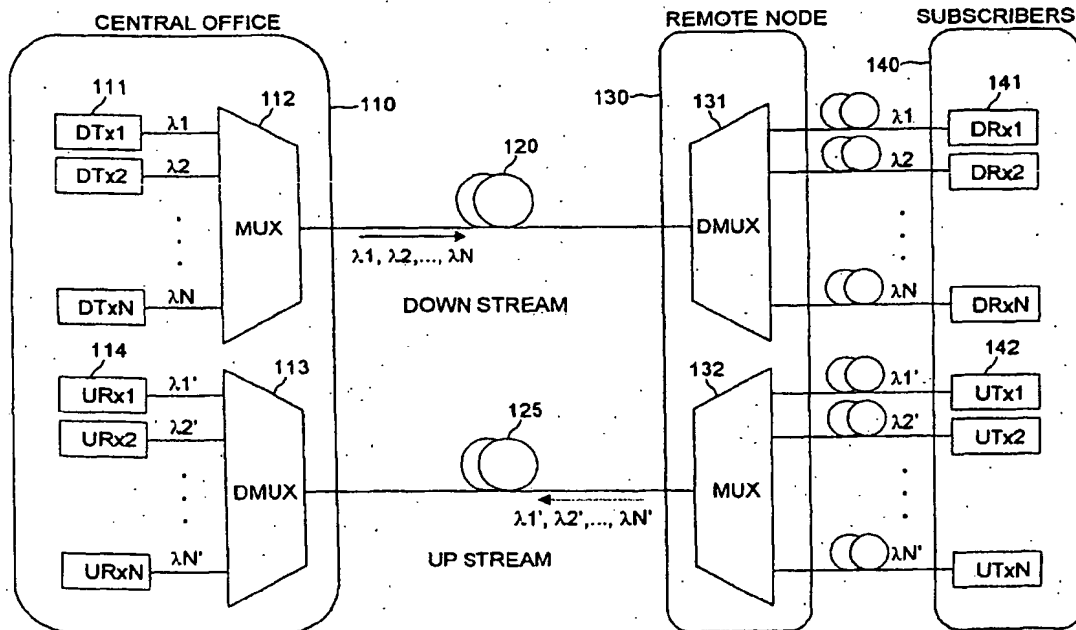 CENTRAL OFFICE
REMOTE NODE
SUBSCRIBERS
111
112
110
120
130
131
140
141
DTx1
λ1
λ1
DRx1
DTx2
λ2
λ2
DRx2
MUX
DMUX
λ1, λ2,..., λN
DTxN
λN
DOWN STREAM
λN
DRxN
114
113
125
132
142
URx1
λ1'
λ1'
UTx1
URx2
λ2'
λ2'
UTx2
DMUX
MUX
λ1', λ2',..., λN'
URxN
λN'
UP STREAM
λN'
UTxN